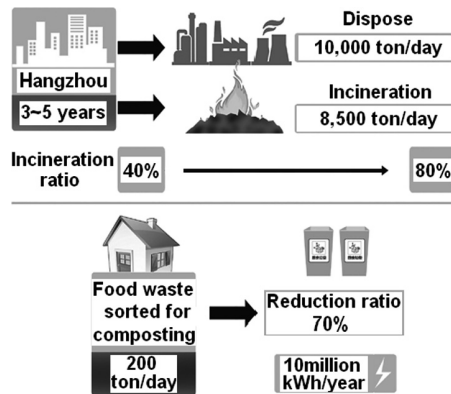 Dispose
10,000 ton/day
Hangzhou
3~5 years
Incineration
8,500 ton/day
Incineration
ratio
40%
80%
Food waste
sorted for
composting
200
ton/day
Reduction ratio
70%
10million
kWh/year